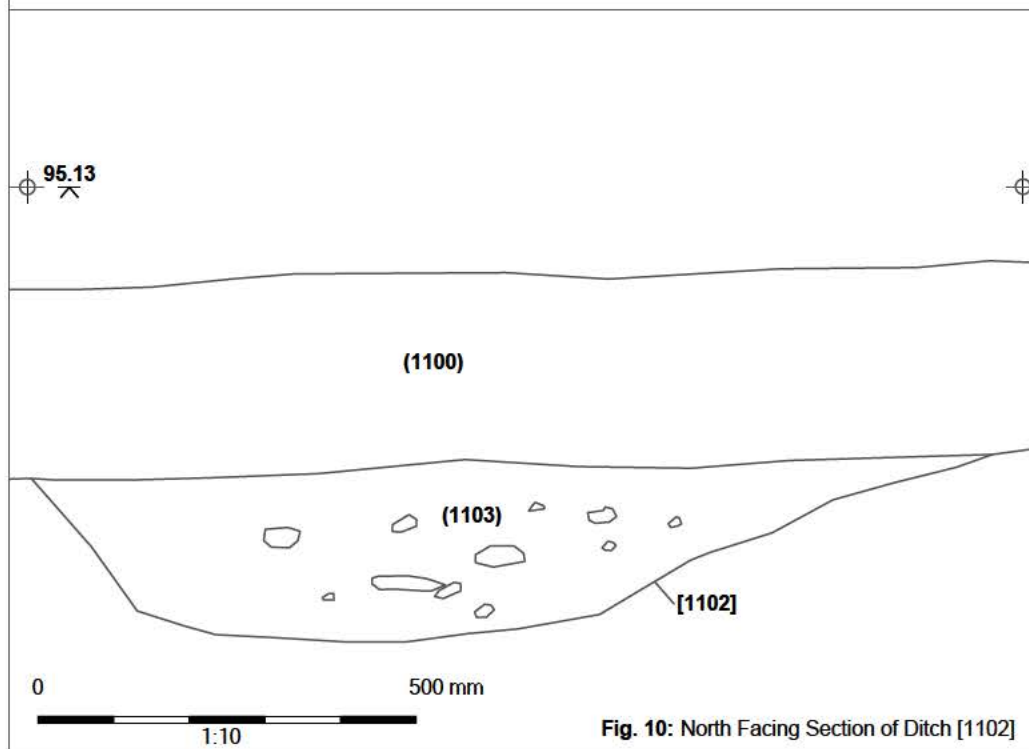 95.13
(1100)
(1103)
[1102]
0 500 mm
1:10
Fig. 10: North Facing Section of Ditch [1102]